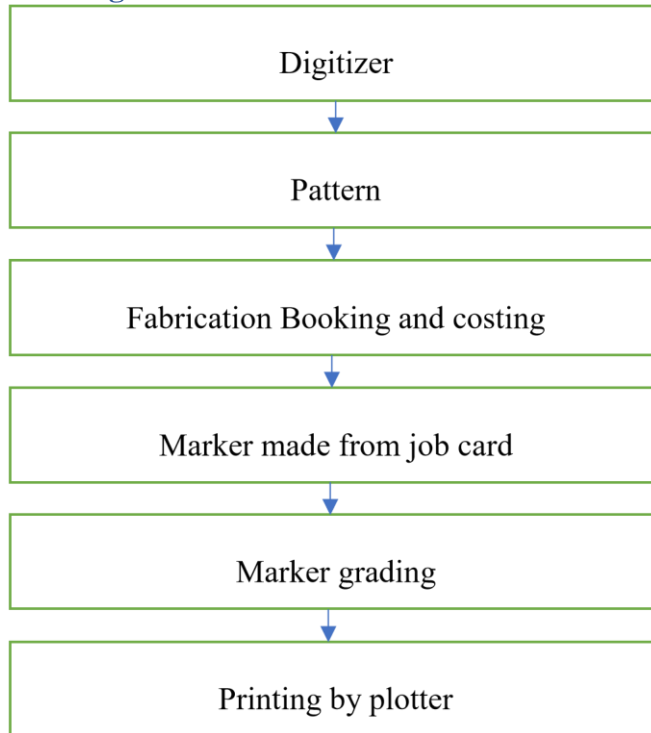 Digitizer
Pattern
Fabrication Booking and costing
Marker made from job card
Marker grading
Printing by plotter